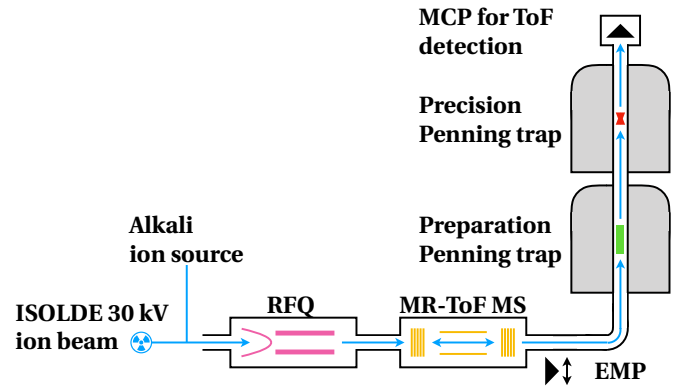 MCP for ToF
detection
Precision
Penning trap
Preparation
Penning trap
Alkali
ion source
ISOLDE 30 kV
ion beam
RFQ
MR-ToF MS
EMP